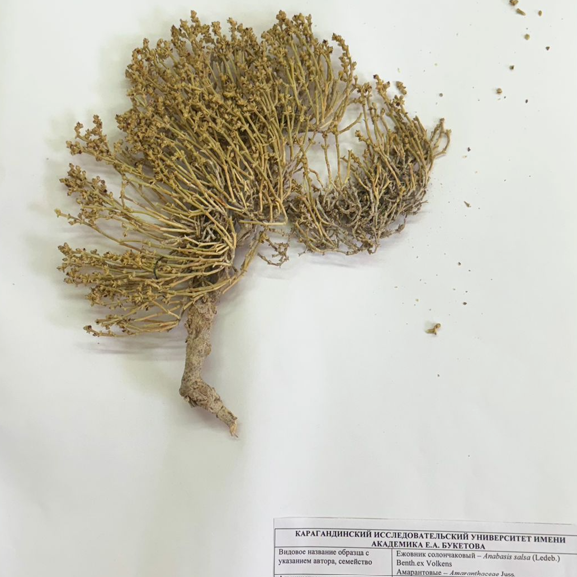 КАРАГАНДИНСКИЙ ИССЛЕДОВАТЕЛЬСКИЙ УНИВЕРСИТЕТ ИМЕНИ
АКАДЕМИКА Е.А. БУКЕТОВА
Видовое название образца с
указанием автора, семейство
Ежовник солончаковый – Anabasis salsa (Ledeb.)
Benth.ex Volkens
Амарантовые – Amaranthaceae Juss.